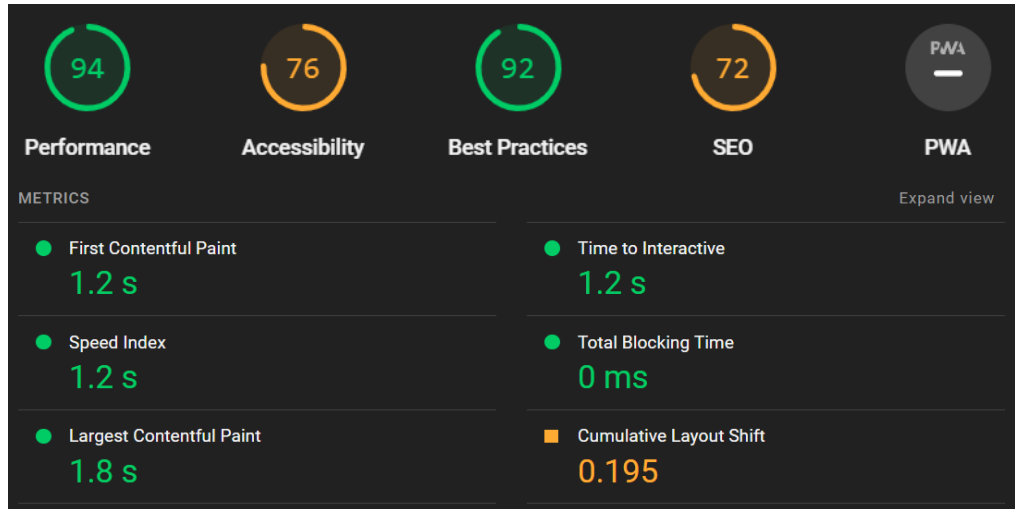 94 76 92 72 PWA
Performance Accessibility Best Practices SEO PWA
METRICS Expand view
First Contentful Paint Time to Interactive
1.2 s 1.2 s
Speed Index Total Blocking Time
1.2 s 0 ms
Largest Contentful Paint Cumulative Layout Shift
1.8 s 0.195